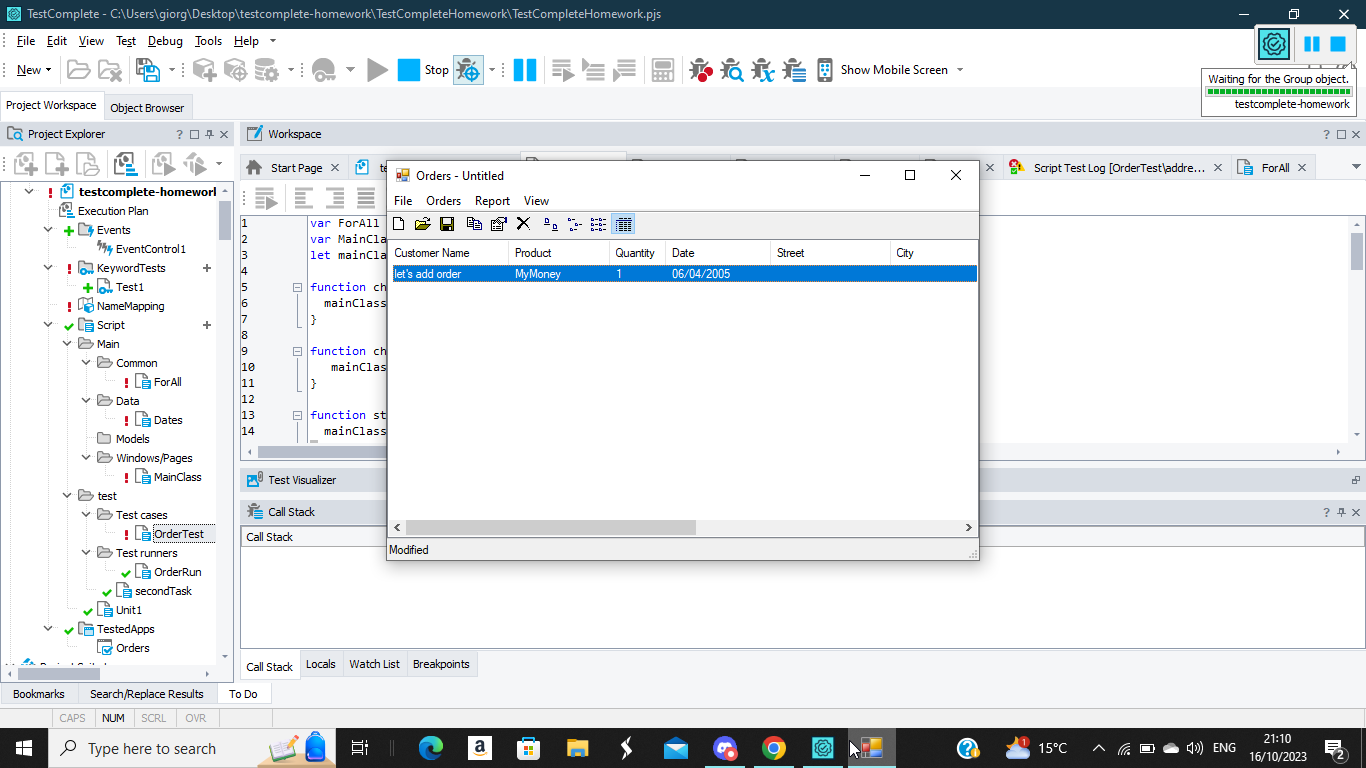 TestComplete - C:\Users\giorg\Desktop\testcomplete-homework\TestCompleteHomework\TestCompleteHomework.pjs
File Edit View Test Debug Tools Help
New Stop Show Mobile Screen
Waiting for the Group object.
testcomplete-homework
Project Workspace Object Browser
Project Explorer
Workspace
Start Page
Script Test Log [OrderTest\addre...
ForAll
testcomplete-homework
Execution Plan
Events
EventControl1
KeywordTests
Test1
NameMapping
Script
Main
Common
ForAll
Data
Dates
Models
Windows/Pages
MainClass
test
Test cases
OrderTest
Test runners
OrderRun
secondTask
Unit1
TestedApps
Orders
1 var ForAll
2 var MainCla
3 let mainCla
4
5 function ch
6 mainClass
7 }
8
9 function ch
10 mainClas
11 }
12
13 function st
14 mainClass
Orders - Untitled
File Orders Report View
Customer Name Product Quantity Date Street City
let's add order MyMoney 1 06/04/2005
Modified
Test Visualizer
Call Stack
Call Stack
Call Stack Locals Watch List Breakpoints
Bookmarks Search/Replace Results To Do
CAPS NUM SCRL OVR
Type here to search
15°C
ENG
21:10
16/10/2023
2